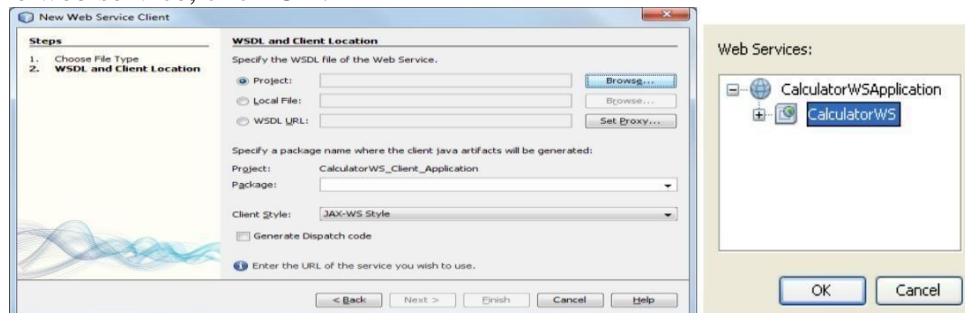 New Web Service Client
Steps
1. Choose File Type
2. WSDL and Client Location
WSDL and Client Location
Specify the WSDL file of the Web Service.
Project:
Browse...
Local File:
Browse...
WSDL URL:
Set Proxy...
Specify a package name where the client java artifacts will be generated:
Project: CalculatorWS_Client_Application
Package:
Client Style: JAX-WS Style
Generate Dispatch code
Enter the URL of the service you wish to use.
< Back Next > Finish Cancel Help
Web Services:
CalculatorWSApplication
CalculatorWS
OK Cancel